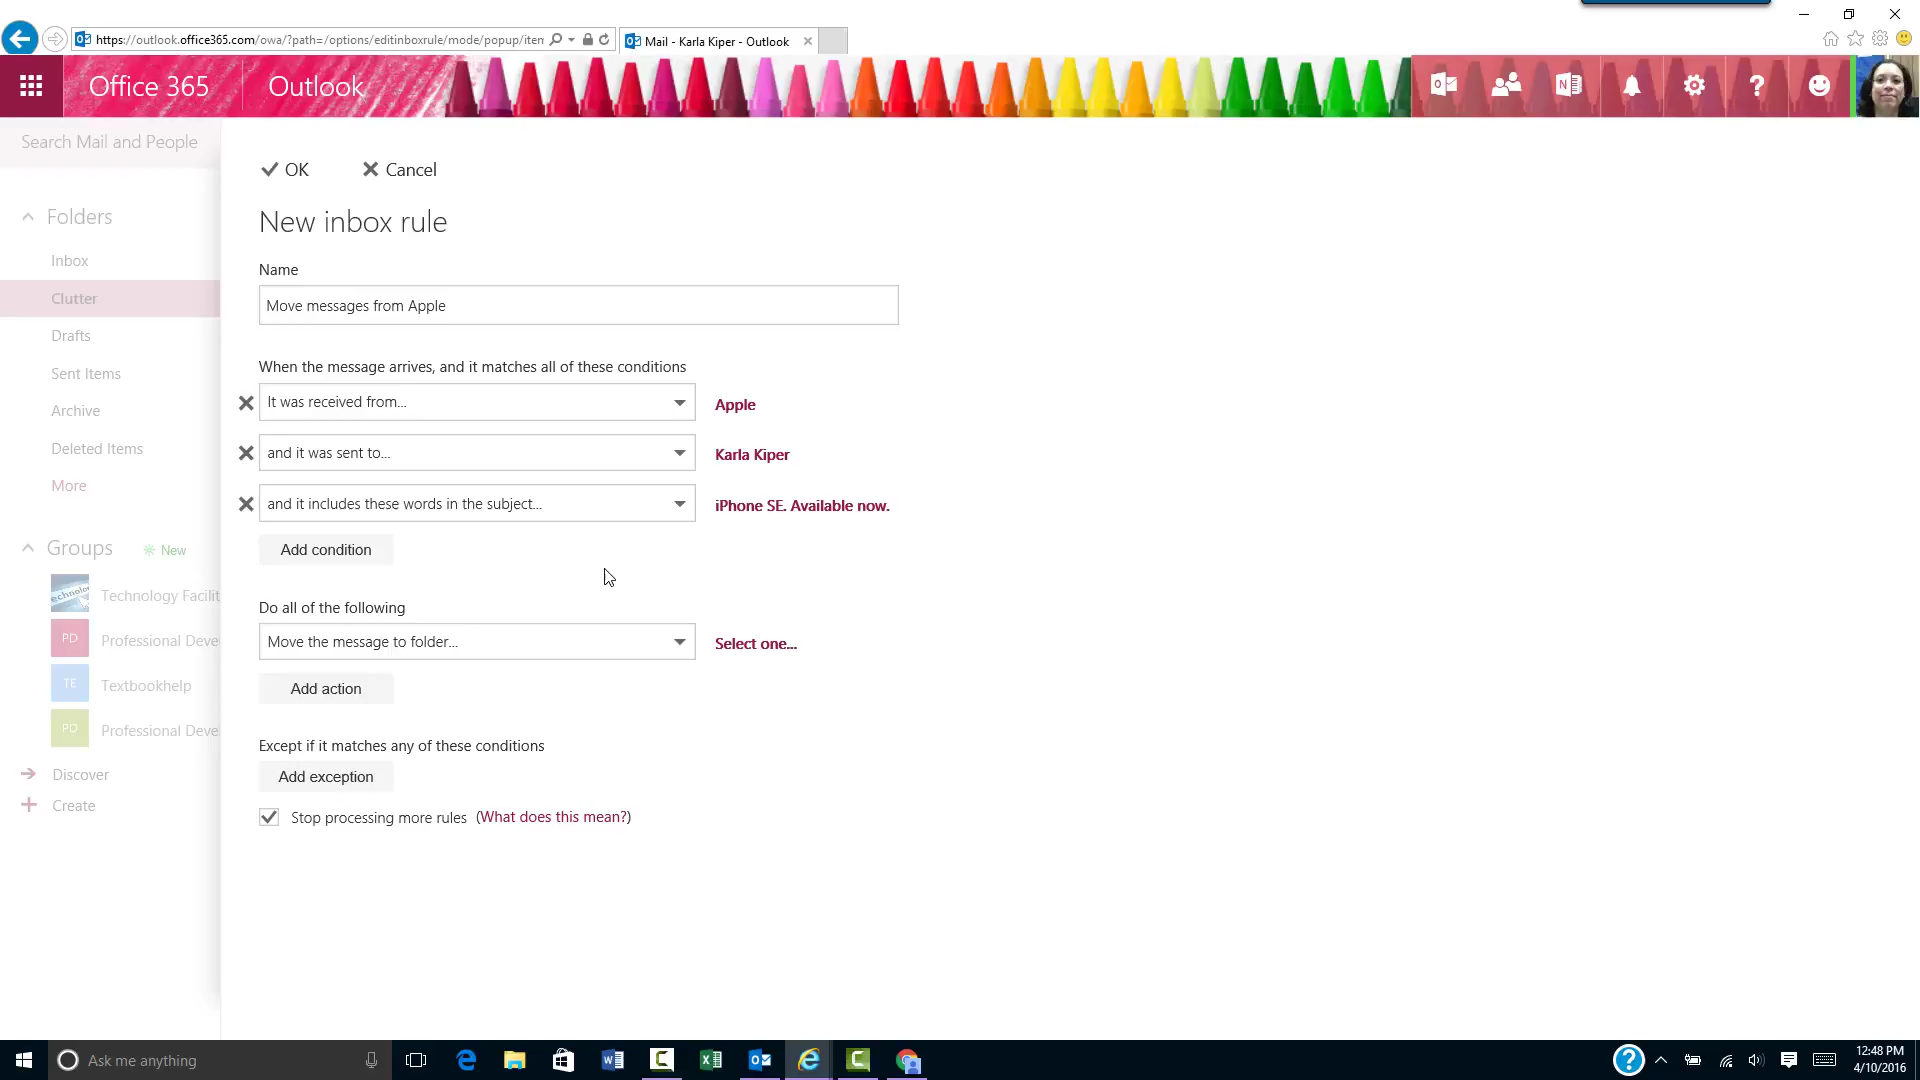 https://outlook.office365.com/owa/?path=/options/editinboxrule/mode/popup/item
Mail - Karla Kiper - Outlook
Office 365
Outlook
Search Mail and People
OK
Cancel
Folders
New inbox rule
Inbox
Name
Clutter
Move messages from Apple
Drafts
When the message arrives, and it matches all of these conditions
Sent Items
It was received from...
Apple
Archive
Deleted Items
and it was sent to...
Karla Kiper
More
and it includes these words in the subject...
iPhone SE. Available now.
Groups
New
Add condition
Technology Facilit
Do all of the following
PD
Professional Deve
Move the message to folder...
Select one...
TE
Textbookhelp
Add action
PD
Professional Deve
Except if it matches any of these conditions
Discover
Add exception
Create
Stop processing more rules (What does this mean?)
Ask me anything
12:48 PM
4/10/2016